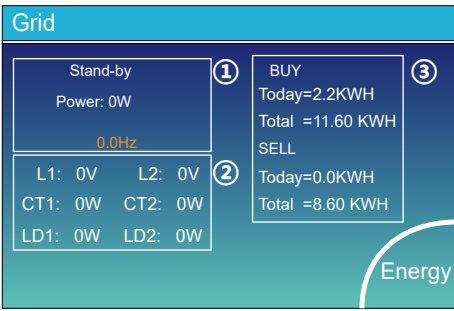 Grid
Stand-by
Power: 0W
0.0Hz
①
L1: 0V L2: 0V
CT1: 0W CT2: 0W
LD1: 0W LD2: 0W
②
BUY
Today=2.2KWH
Total =11.60 KWH
SELL
Today=0.0KWH
Total =8.60 KWH
③
Energy